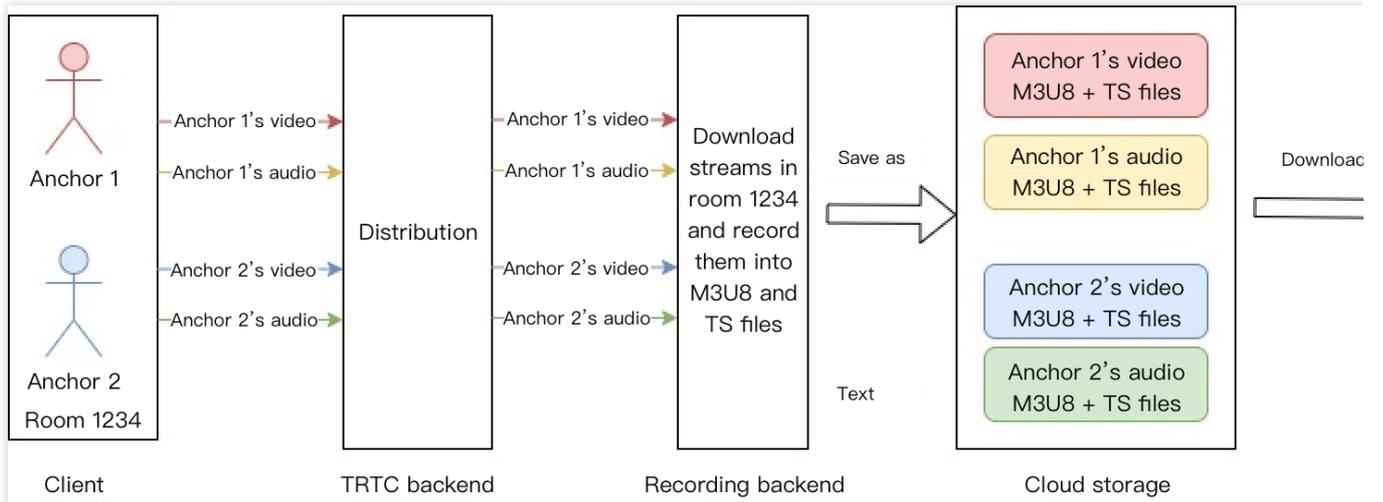 Anchor 1
Anchor 2
Room 1234
Client
Anchor 1's video
Anchor 1's audio
Anchor 2's video
Anchor 2's audio
Distribution
TRTC backend
Anchor 1's video
Anchor 1's audio
Anchor 2's video
Anchor 2's audio
Download
streams in
room 1234
and record
them into
M3U8 and
TS files
Recording backend
Save as
Text
Anchor 1's video
M3U8 + TS files
Anchor 1's audio
M3U8 + TS files
Anchor 2's video
M3U8 + TS files
Anchor 2's audio
M3U8 + TS files
Cloud storage
Download